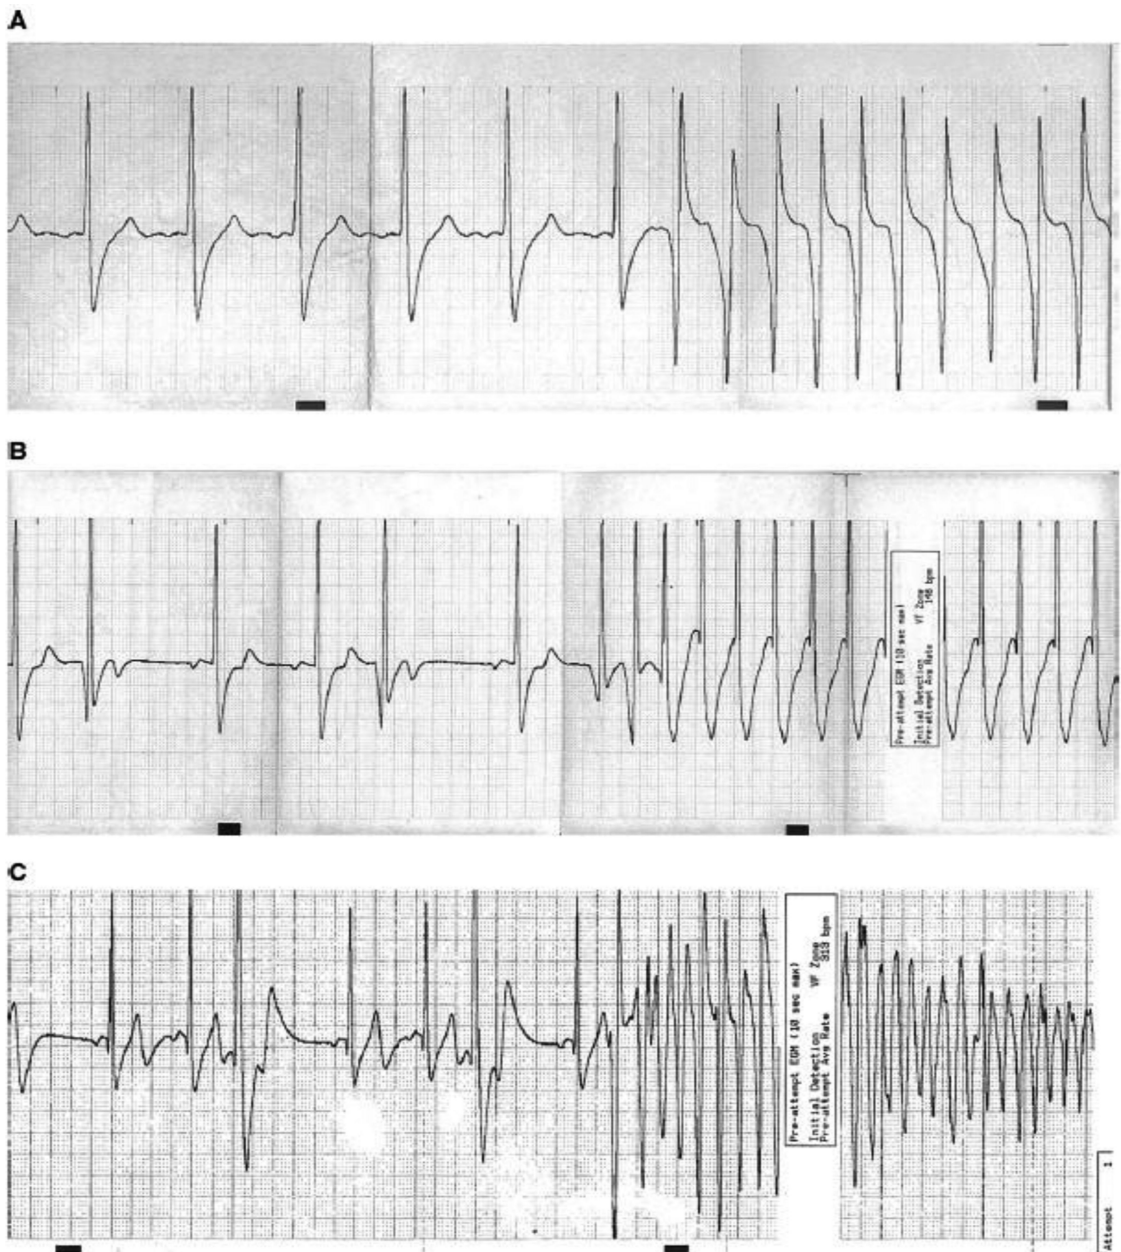 A
B
Pre-attempt EGM (10 sec max)
Initial Detection VF Zone
Pre-attempt Avg Rate 148 bpm
C
Pre-attempt EGM (10 sec max)
Initial Detection VF Zone
Pre-attempt Avg Rate 313 bpm
Attempt 1